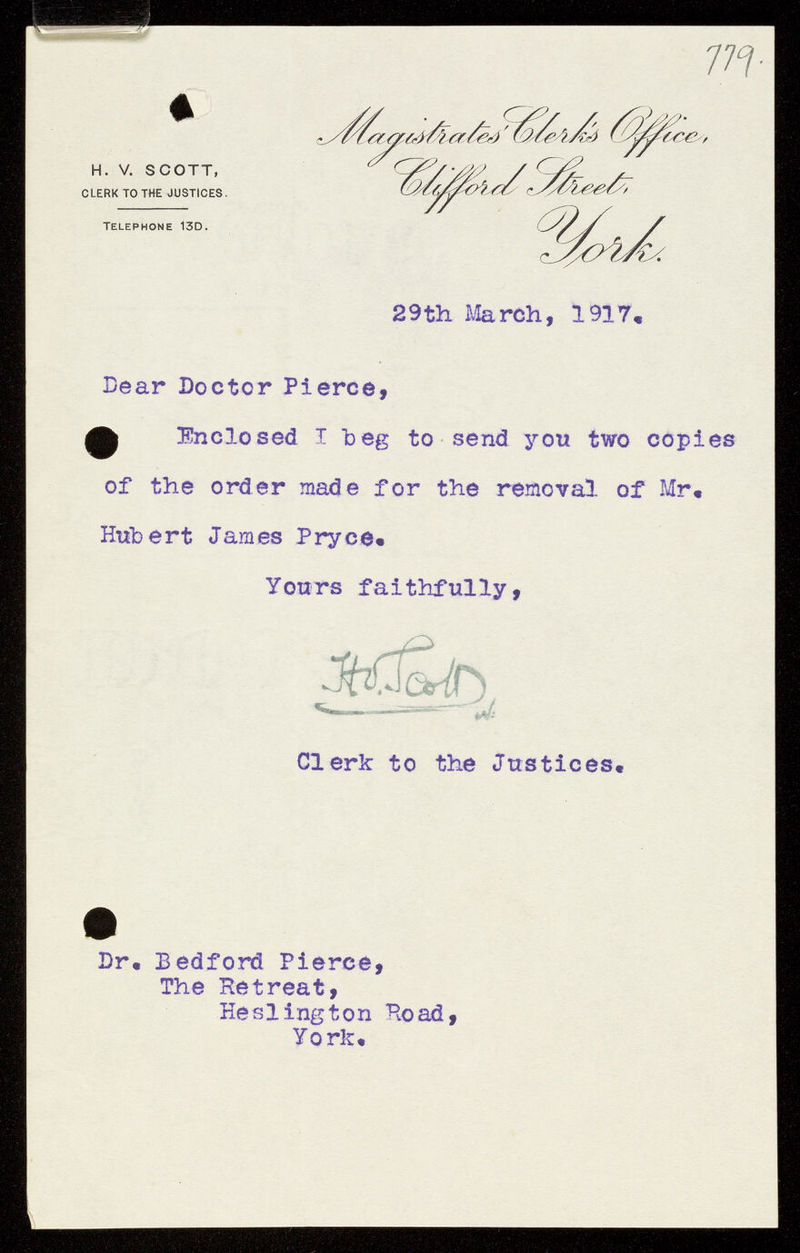 779.
Magistrates' Clerk's Office,
Clifford Street,
York.
H. V. SCOTT,
CLERK TO THE JUSTICES.
TELEPHONE 13D.
29th March, 1917.
Dear Doctor Pierce,
Enclosed I beg to send you two copies
of the order made for the removal of Mr.
Hubert James Pryce.
Yours faithfully,
H.V. Scott
Clerk to the Justices.
Dr. Bedford Pierce,
The Retreat,
Heslington Road,
York.